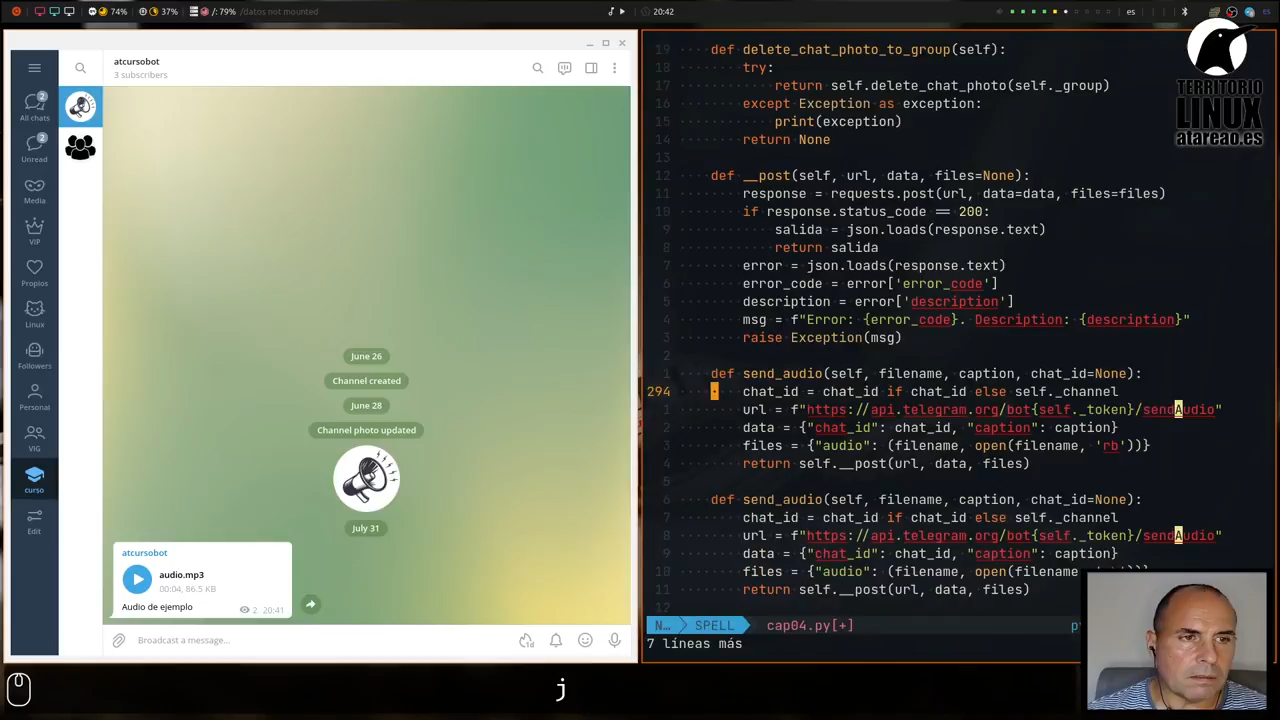 74% 37% /: 79% /datos not mounted
20:42
es ES
atcursobot
3 subscribers
2
All chats
2
Unread
Media
VIP
Propios
Linux
Followers
Personal
VIG
curso
Edit
June 26
Channel created
June 28
Channel photo updated
July 31
atcursobot
audio.mp3
00:04, 86.5 KB
Audio de ejemplo 2 20:41
Broadcast a message...
1d
19 def delete_chat_photo_to_group(self):
18 try:
17 return self.delete_chat_photo(self._group)
16 except Exception as exception:
15 print(exception)
14 return None
13
12 def __post(self, url, data, files=None):
11 response = requests.post(url, data=data, files=files)
10 if response.status_code == 200:
9 salida = json.loads(response.text)
8 return salida
7 error = json.loads(response.text)
6 error_code = error['error_code']
5 description = error['description']
4 msg = f"Error: {error_code}. Description: {description}"
3 raise Exception(msg)
2
1 def send_audio(self, filename, caption, chat_id=None):
294 chat_id = chat_id if chat_id else self._channel
1 url = f"https://api.telegram.org/bot{self._token}/sendAudio"
2 data = {"chat_id": chat_id, "caption": caption}
3 files = {"audio": (filename, open(filename, 'rb'))}
4 return self.__post(url, data, files)
5
6 def send_audio(self, filename, caption, chat_id=None):
7 chat_id = chat_id if chat_id else self._channel
8 url = f"https://api.telegram.org/bot{self._token}/sendAudio"
9 data = {"chat_id": chat_id, "caption": caption}
10 files = {"audio": (filename, open(filename
11 return self.__post(url, data, files)
12
N… SPELL cap04.py[+] py
7 líneas más
TERRITORIO
LINUX
atareao.es
j